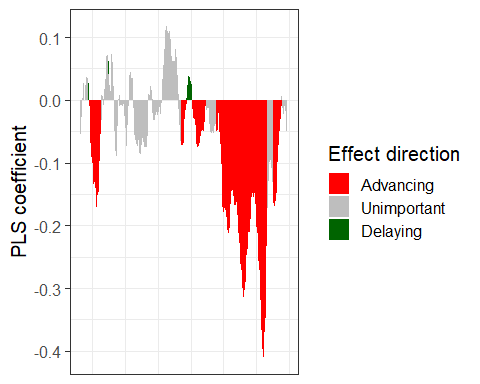 0.1
0.0
-0.1
-0.2
-0.3
-0.4
PLS coefficient
Effect direction
Advancing
Unimportant
Delaying